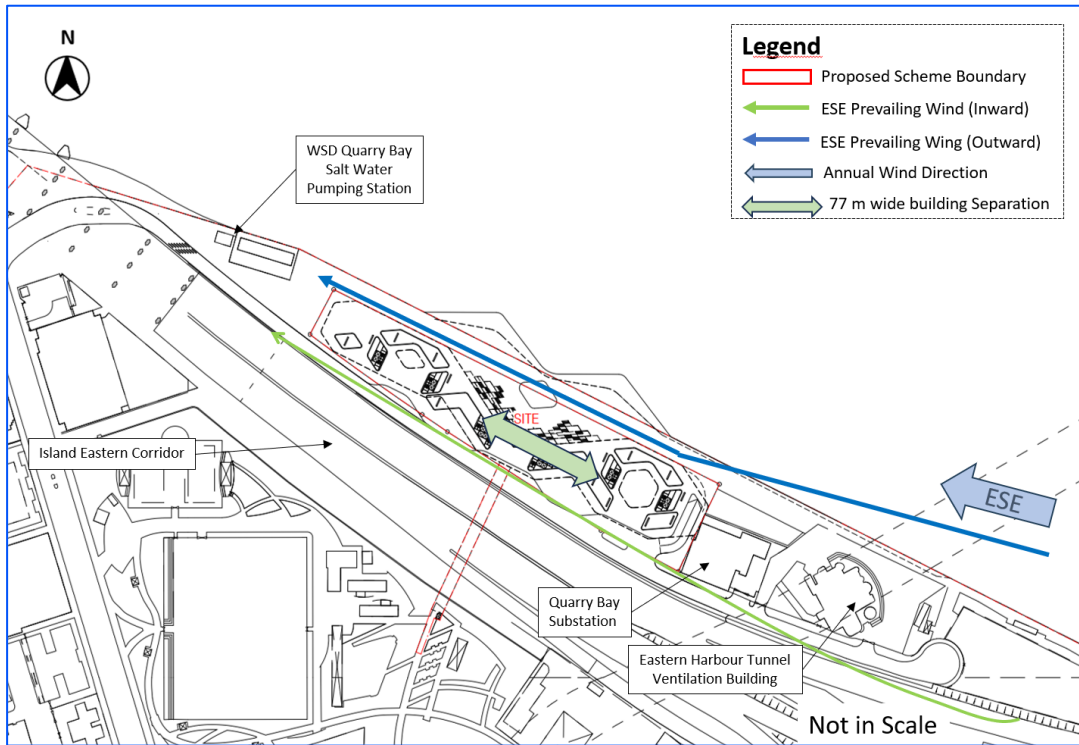 N
Legend
Proposed Scheme Boundary
ESE Prevailing Wind (Inward)
ESE Prevailing Wing (Outward)
Annual Wind Direction
77 m wide building Separation
WSD Quarry Bay
Salt Water
Pumping Station
SITE
Island Eastern Corridor
ESE
Quarry Bay
Substation
Eastern Harbour Tunnel
Ventilation Building
Not in Scale